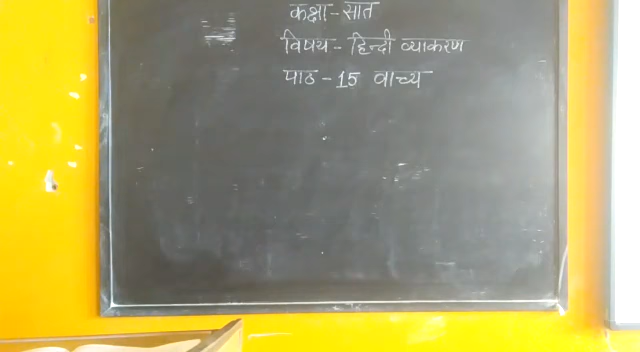 कक्षा - सात
विषय - हिन्दी व्याकरण
पाठ - 15 वाच्य